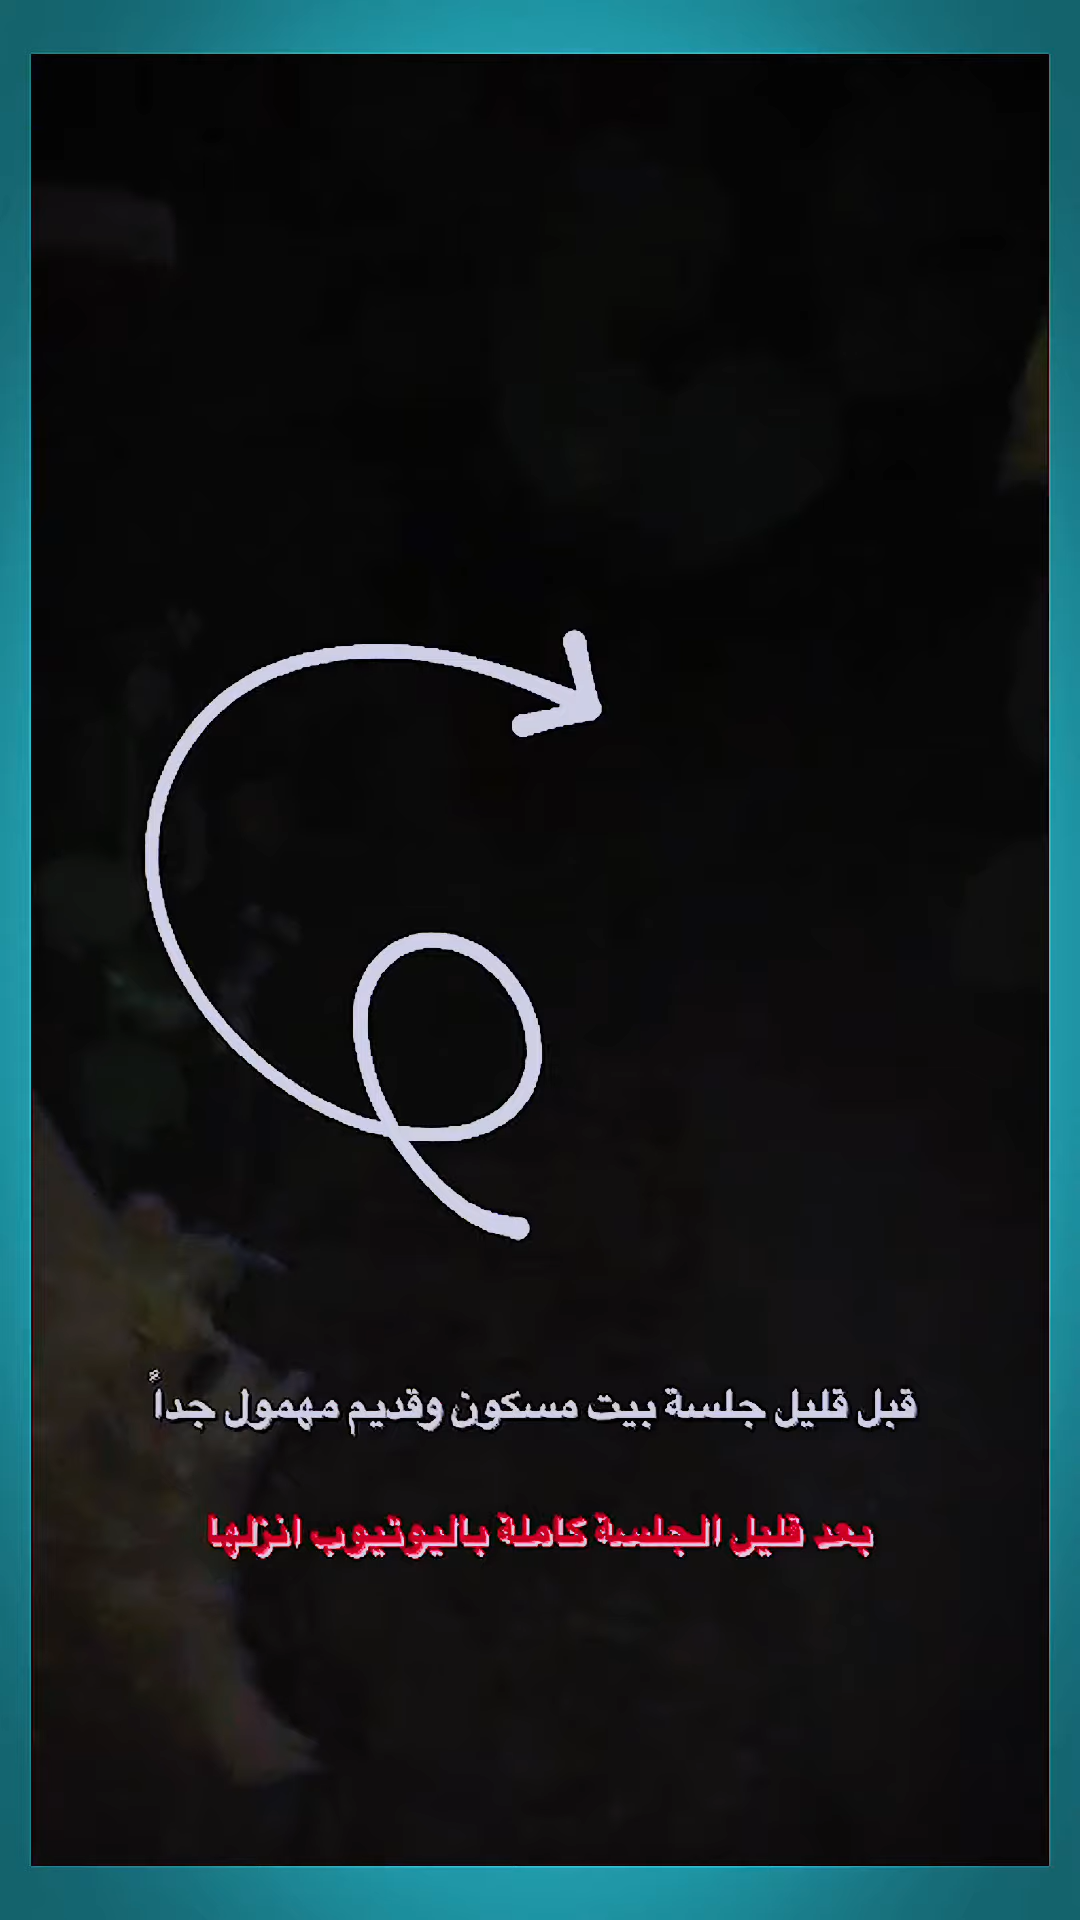 قبل قليل جلسة بيت مسكون وقديم مهمول جداً
بعد قليل الجلسة كاملة باليوتيوب انزلها